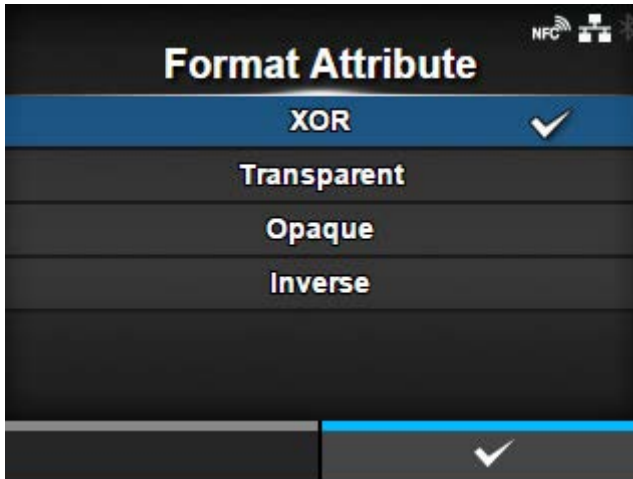 NFC
Format Attribute
XOR
Transparent
Opaque
Inverse